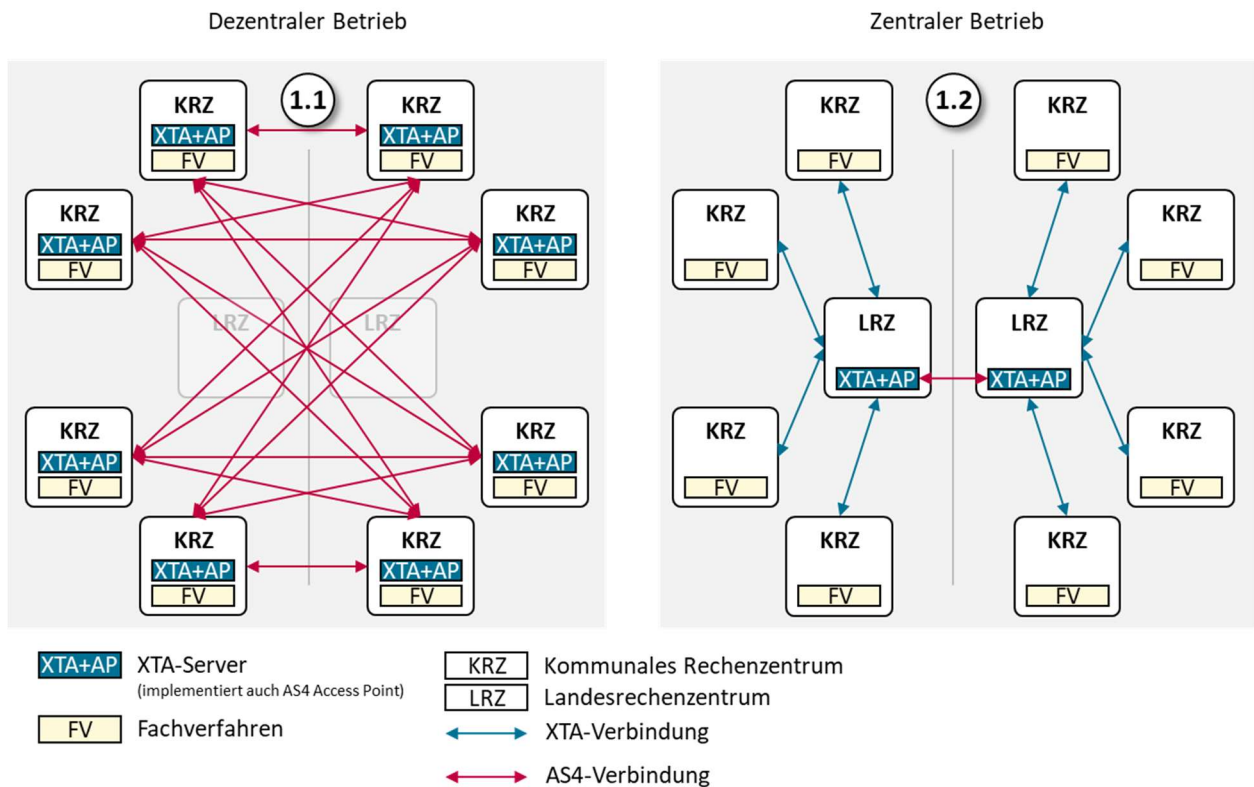 Dezentraler Betrieb
Zentraler Betrieb
1.1
KRZ
XTA+AP
FV
KRZ
XTA+AP
FV
KRZ
XTA+AP
FV
KRZ
XTA+AP
FV
LRZ
LRZ
KRZ
XTA+AP
FV
KRZ
XTA+AP
FV
KRZ
XTA+AP
FV
KRZ
XTA+AP
FV
1.2
KRZ
FV
KRZ
FV
KRZ
FV
KRZ
FV
LRZ
XTA+AP
LRZ
XTA+AP
KRZ
FV
KRZ
FV
KRZ
FV
KRZ
FV
XTA+AP XTA-Server
(implementiert auch AS4 Access Point)
FV Fachverfahren
KRZ Kommunales Rechenzentrum
LRZ Landesrechenzentrum
XTA-Verbindung
AS4-Verbindung